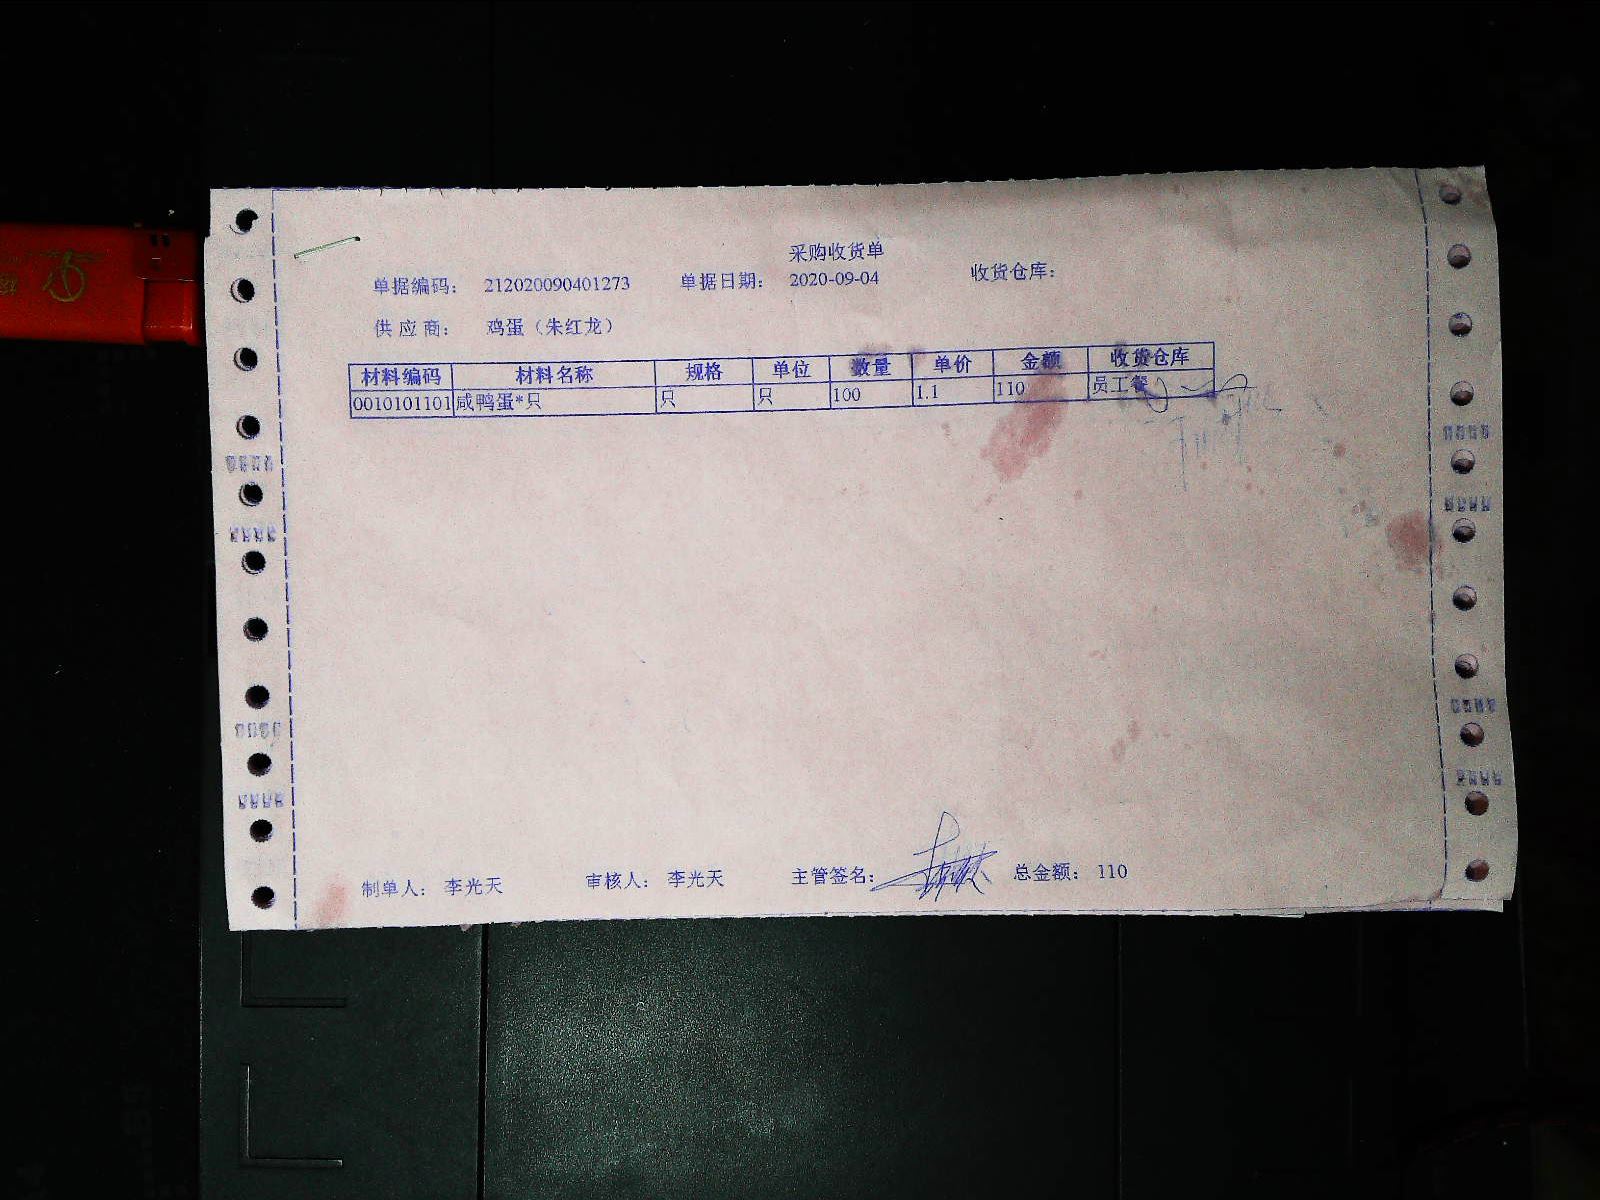 采购收货单
单据编码: 212020090401273 单据日期: 2020-09-04 收货仓库:
供应商: 鸡蛋（朱红龙）
材料编码 材料名称 规格 单位 数量 单价 金额 收货仓库
0010101101 咸鸭蛋*只 只 只 100 1.1 110 员工餐
制单人: 李光天 审核人: 李光天 主管签名: 总金额: 110